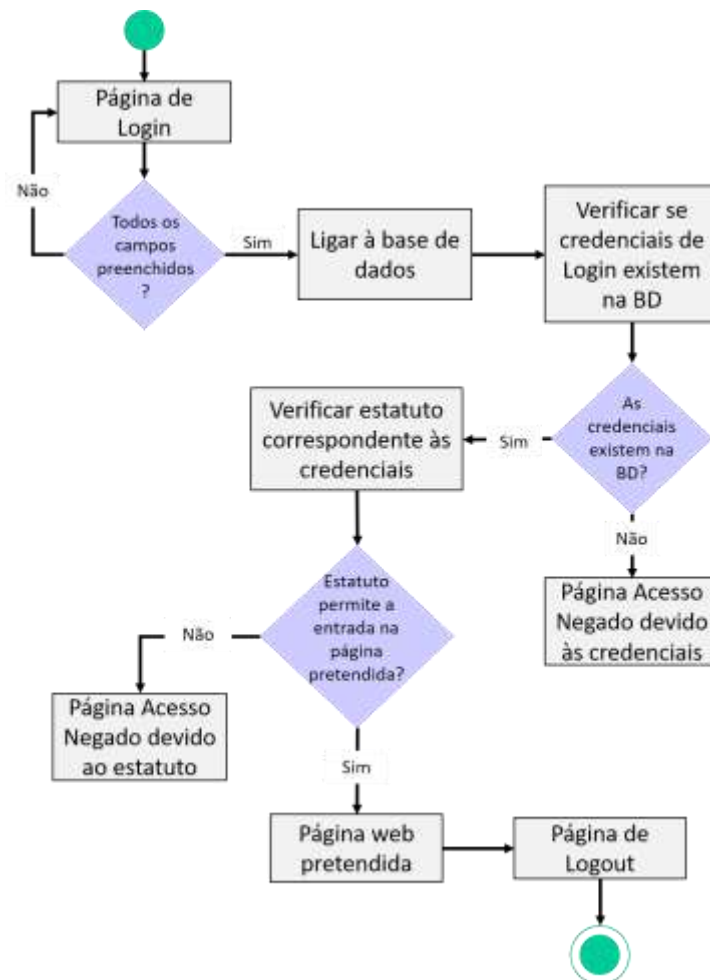 Página de
Login
Não
Todos os
campos
preenchidos
?
Sim
Ligar à base de
dados
Verificar se
credenciais de
Login existem
na BD
As
credenciais
existem na
BD?
Sim
Verificar estatuto
correspondente às
credenciais
Não
Página Acesso
Negado devido
às credenciais
Estatuto
permite a
entrada na
página
pretendida?
Não
Página Acesso
Negado devido
ao estatuto
Sim
Página web
pretendida
Página de
Logout